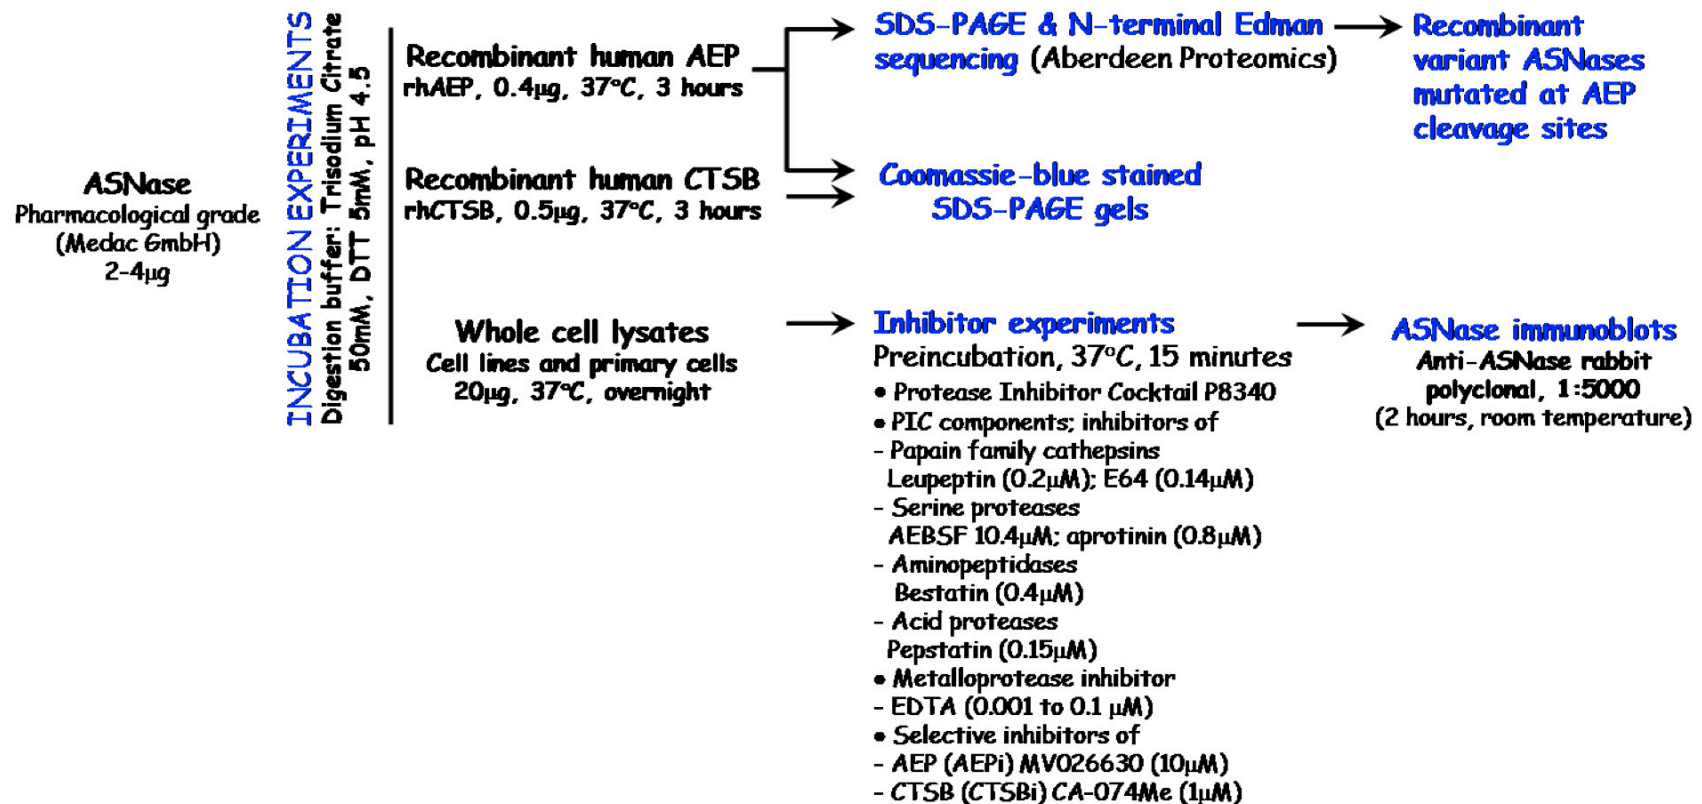 ASNase
Pharmacological grade
(Medac GmbH)
2-4μg
INCUBATION EXPERIMENTS
Digestion buffer: Trisodium Citrate
50mM, DTT 5mM, pH 4.5
Recombinant human AEP
rhAEP, 0.4μg, 37°C, 3 hours
Recombinant human CTSB
rhCTSB, 0.5μg, 37°C, 3 hours
Whole cell lysates
Cell lines and primary cells
20μg, 37°C, overnight
SDS-PAGE & N-terminal Edman
sequencing (Aberdeen Proteomics)
Recombinant
variant ASNases
mutated at AEP
cleavage sites
Coomassie-blue stained
SDS-PAGE gels
Inhibitor experiments
Preincubation, 37°C, 15 minutes
• Protease Inhibitor Cocktail P8340
• PIC components; inhibitors of
- Papain family cathepsins
Leupeptin (0.2μM); E64 (0.14μM)
- Serine proteases
AEBSF 10.4μM; aprotinin (0.8μM)
- Aminopeptidases
Bestatin (0.4μM)
- Acid proteases
Pepstatin (0.15μM)
• Metalloprotease inhibitor
- EDTA (0.001 to 0.1 μM)
• Selective inhibitors of
- AEP (AEPi) MV026630 (10μM)
- CTSB (CTSBi) CA-074Me (1μM)
ASNase immunoblots
Anti-ASNase rabbit
polyclonal, 1:5000
(2 hours, room temperature)